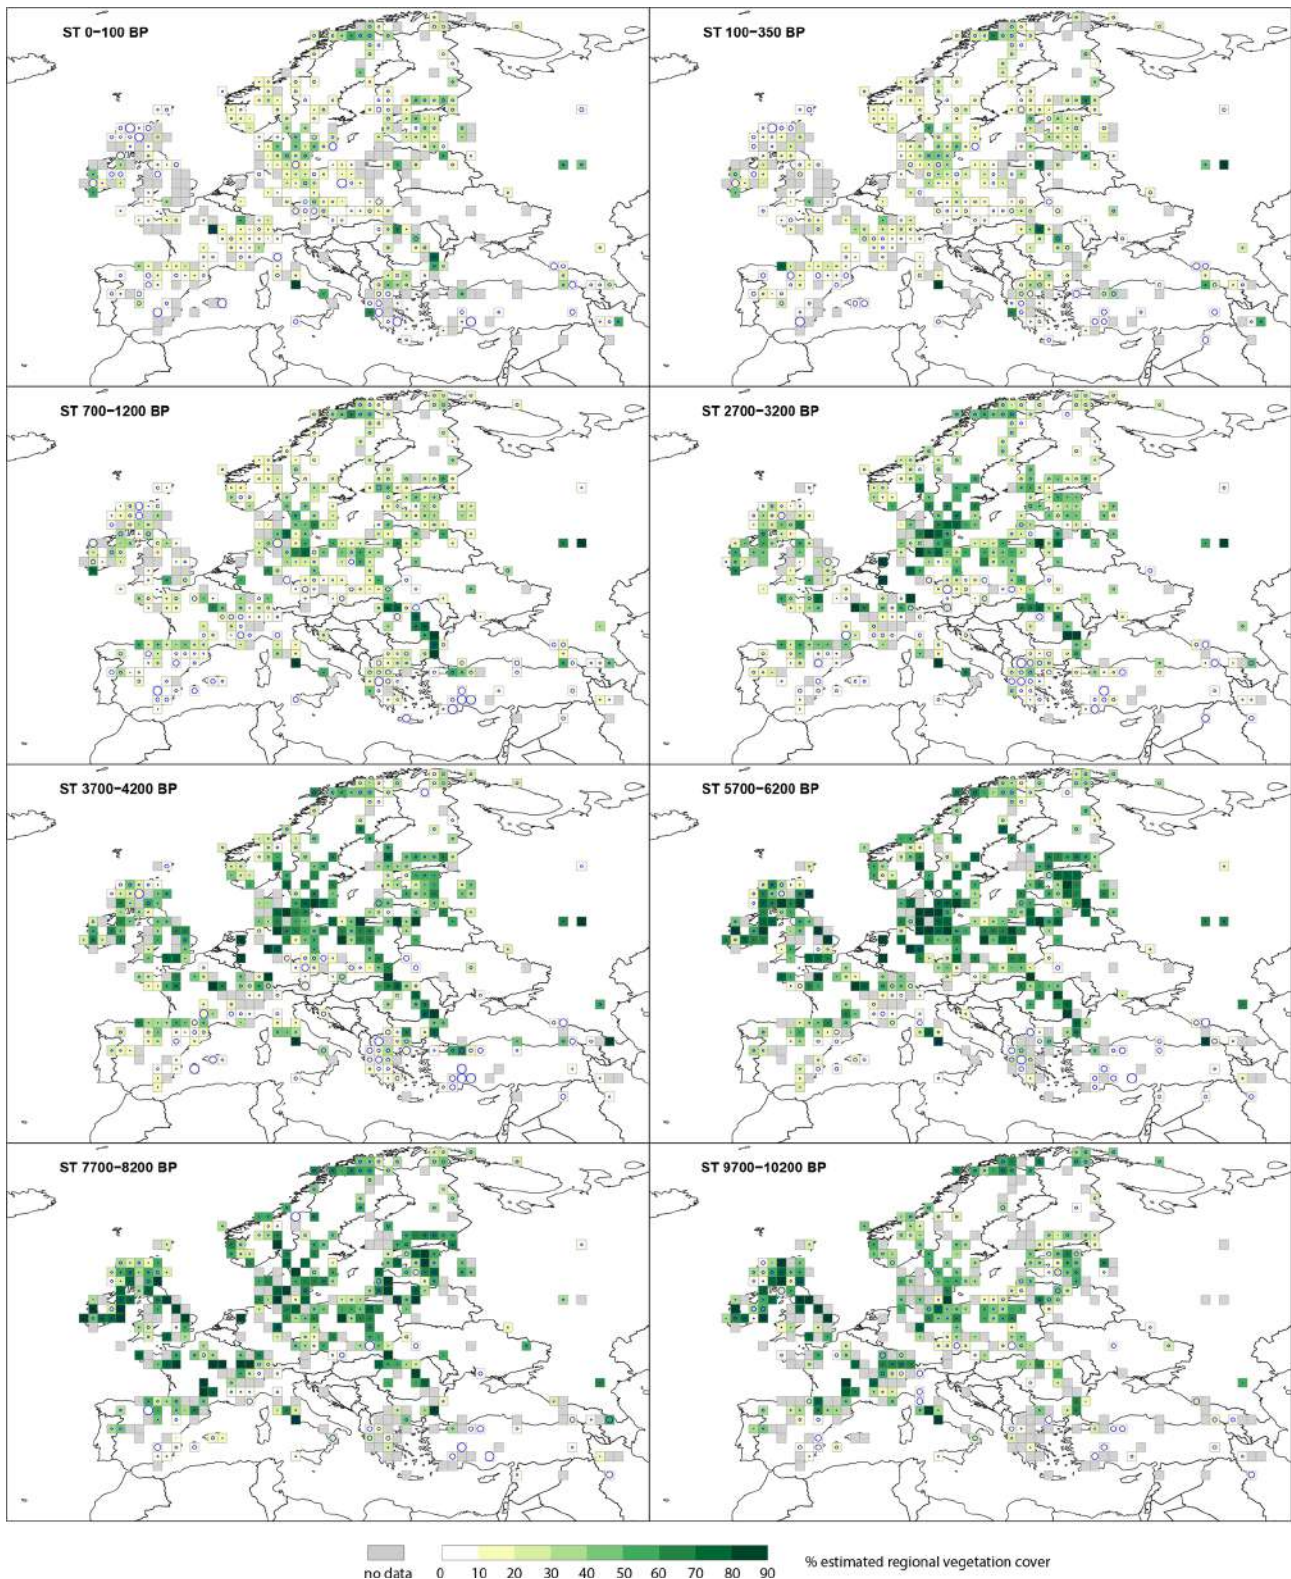 ST 0−100 BP
ST 100−350 BP
ST 700−1200 BP
ST 2700−3200 BP
ST 3700−4200 BP
ST 5700−6200 BP
ST 7700−8200 BP
ST 9700−10200 BP
% estimated regional vegetation cover
no data 0 10 20 30 40 50 60 70 80 90